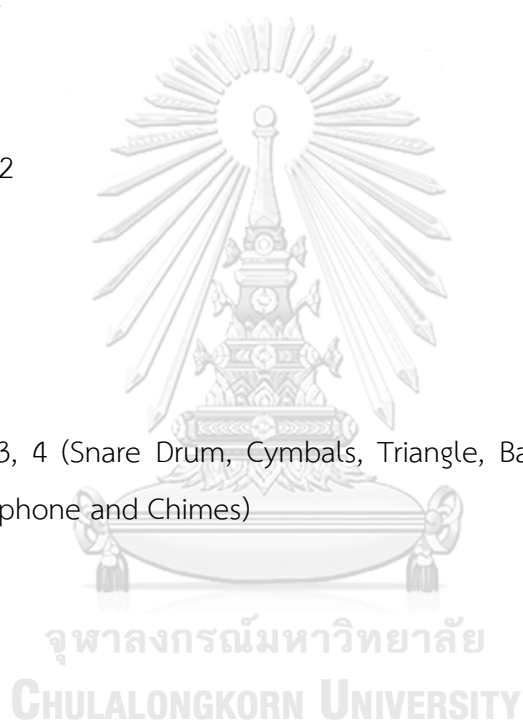 2
3, 4 (Snare Drum, Cymbals, Triangle, Ba
phone and Chimes)
จุฬาลงกรณ์มหาวิทยาลัย
CHULALONGKORN UNIVERSITY